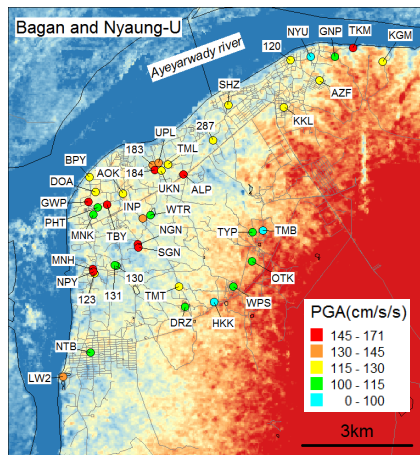 Bagan and Nyaung-U
NYU
GNP
TKM
120
KGM
Ayeyarwady river
SHZ
AZF
287
KKL
UPL
183
TML
BPY
184
AOK
DOA
UKN
ALP
GWP
INP
WTR
PHT
NGN
MNK
TBY
TYP
TMB
SGN
MNH
130
OTK
NPY
123
131
TMT
WPS
DRZ
HKK
NTB
LW2
PGA(cm/s/s)
145 - 171
130 - 145
115 - 130
100 - 115
0 - 100
3km